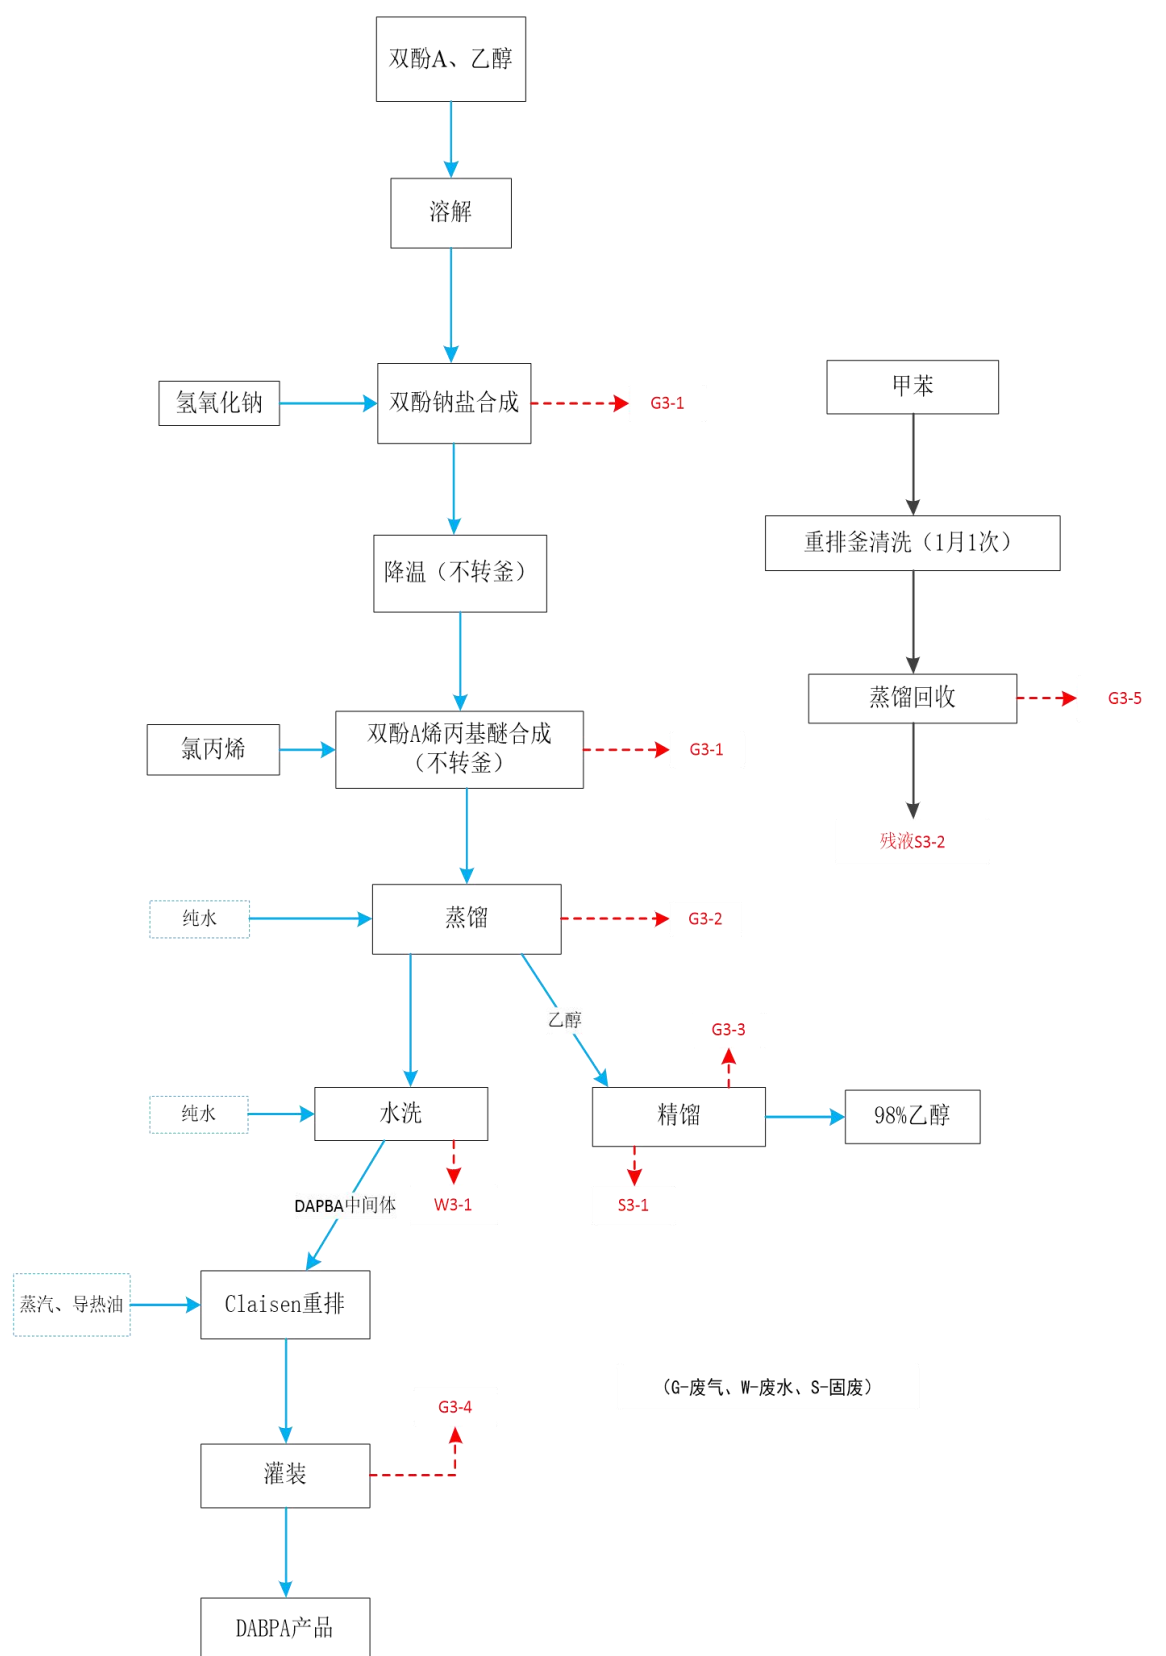 双酚A、乙醇
溶解
氢氧化钠
双酚钠盐合成
G3-1
甲苯
重排釜清洗（1月1次）
降温（不转釜）
蒸馏回收
G3-5
氯丙烯
双酚A烯丙基醚合成
（不转釜）
G3-1
残液S3-2
纯水
蒸馏
G3-2
乙醇
G3-3
纯水
水洗
精馏
98%乙醇
DAPBA中间体
W3-1
S3-1
蒸汽、导热油
Claisen重排
（G-废气、W-废水、S-固废）
G3-4
灌装
DABPA产品